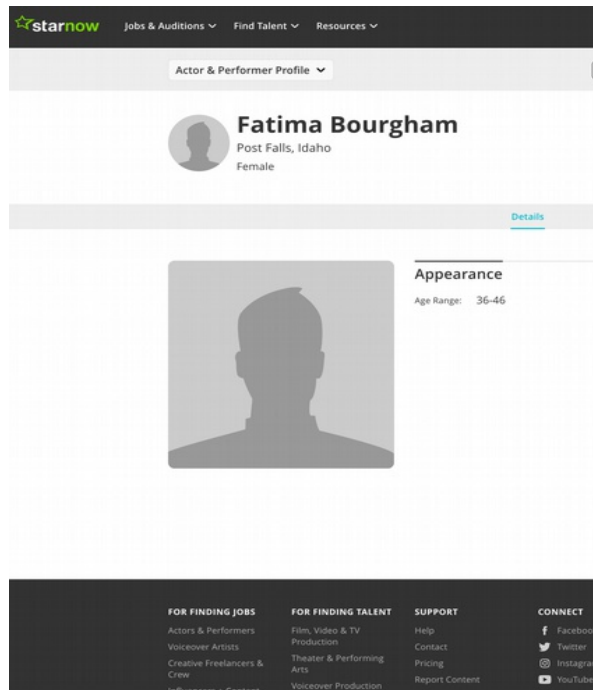 starnow
Jobs & Auditions Find Talent Resources
Actor & Performer Profile
Fatima Bourgham
Post Falls, Idaho
Female
Details
Appearance
Age Range: 36-46
FOR FINDING JOBS
Actors & Performers
Voiceover Artists
Creative Freelancers &
Crew
FOR FINDING TALENT
Film, Video & TV
Production
Theater & Performing
Arts
Voiceover Production
SUPPORT
Help
Contact
Pricing
Report Content
CONNECT
Faceboo
Twitter
Instagra
YouTube